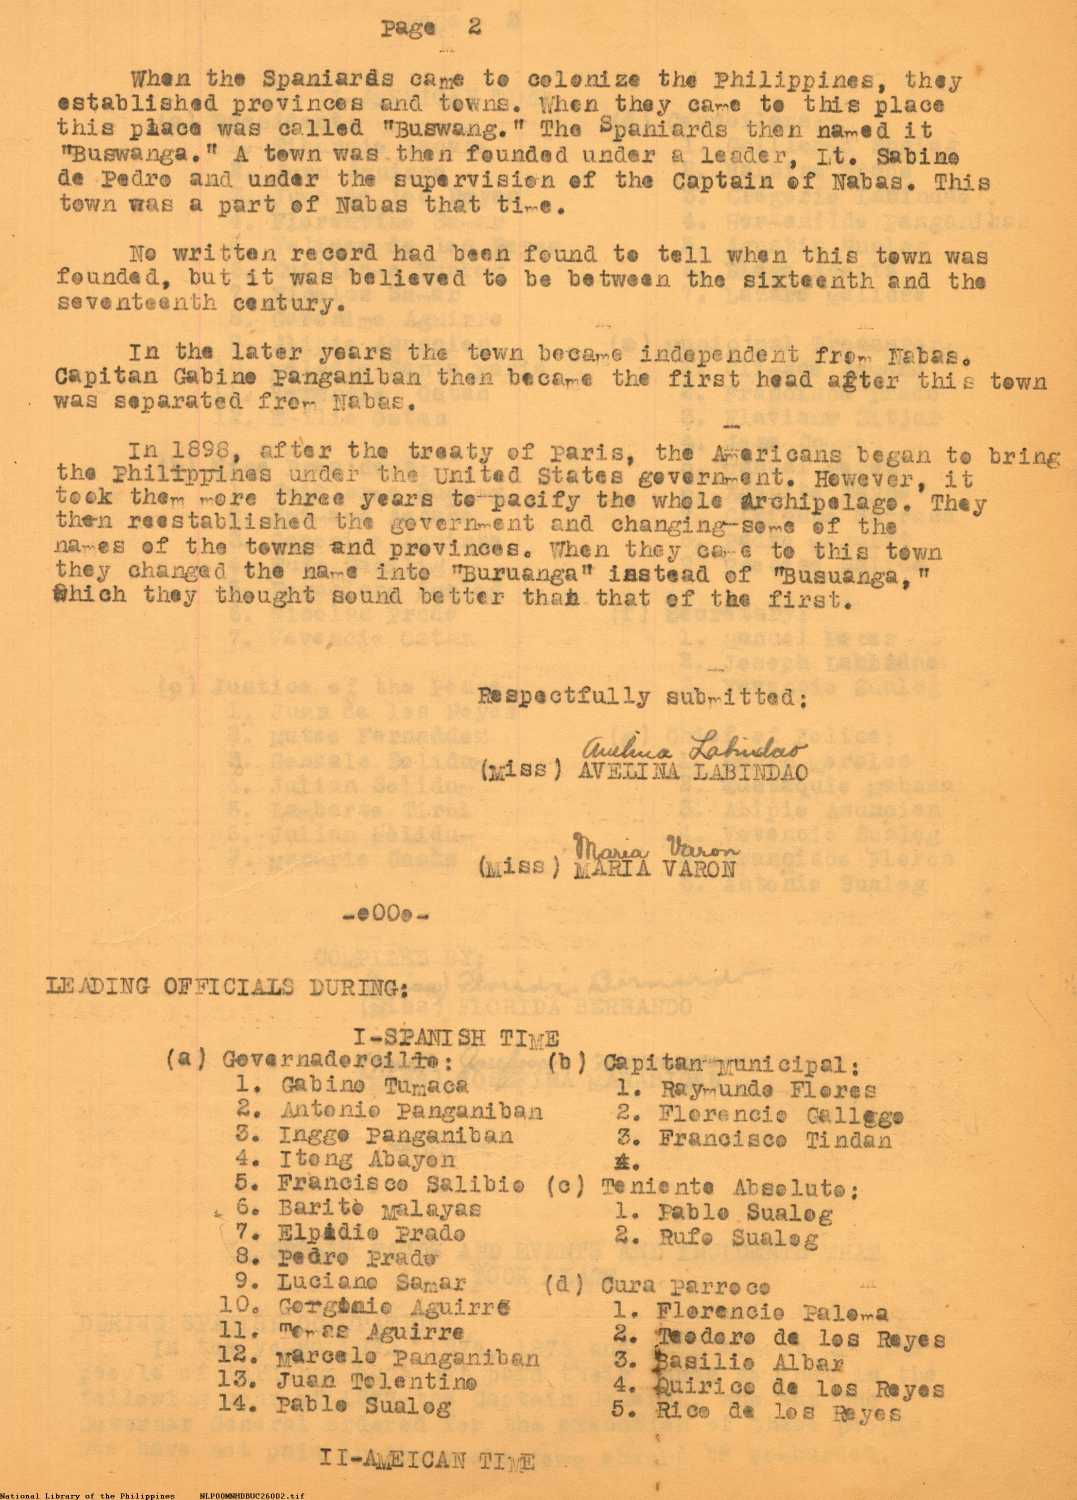 Page 2
When the Spaniards came to colonize the Philippines, they
established provinces and towns. When they came to this place
this place was called "Buswang." The Spaniards then named it
"Buswanga." A town was then founded under a leader, Lt. Sabino
de Pedro and under the supervision of the Captain of Nabas. This
town was a part of Nabas that time.
No written record had been found to tell when this town was
founded, but it was believed to be between the sixteenth and the
seventeenth century.
In the later years the town became independent from Nabas.
Capitan Gabino Panganiban then became the first head after this town
was separated from Nabas.
In 1898, after the treaty of Paris, the Americans began to bring
the Philippines under the United States government. However, it
took them more three years to pacify the whole Archipelago. They
then reestablished the government and changing some of the
names of the towns and provinces. When they came to this town
they changed the name into "Buruanga" instead of "Busuanga,"
which they thought sound better than that of the first.
Respectfully submitted:
Avelina Labindao
(Miss) AVELINA LABINDAO
Maria Varon
(Miss) MARIA VARON
-oOOo-
LEADING OFFICIALS DURING:
I-SPANISH TIME
(a) Governadorcilio:
1. Gabino Tumaca
2. Antonio Panganiban
3. Inggo Panganiban
4. Itong Abayon
5. Francisco Salibio
6. Barito Malayas
7. Elpidio Prado
8. Pedro Prado
9. Luciano Samar
10. Gorgonio Aguirre
11. Tomas Aguirre
12. Marcelo Panganiban
13. Juan Tolentino
14. Pablo Sualog
(b) Capitan Municipal:
1. Raymundo Flores
2. Florencio Gallego
3. Francisco Tindan
4.
(c) Teniente Absoluto:
1. Pablo Sualog
2. Rufo Sualog
(d) Cura Parroco
1. Florencio Paloma
2. Teodoro de los Reyes
3. Basilio Albar
4. Quirico de los Reyes
5. Rico de los Reyes
II-AMEICAN TIME
National Library of the Philippines NLP00MNHDBUC26002.tif